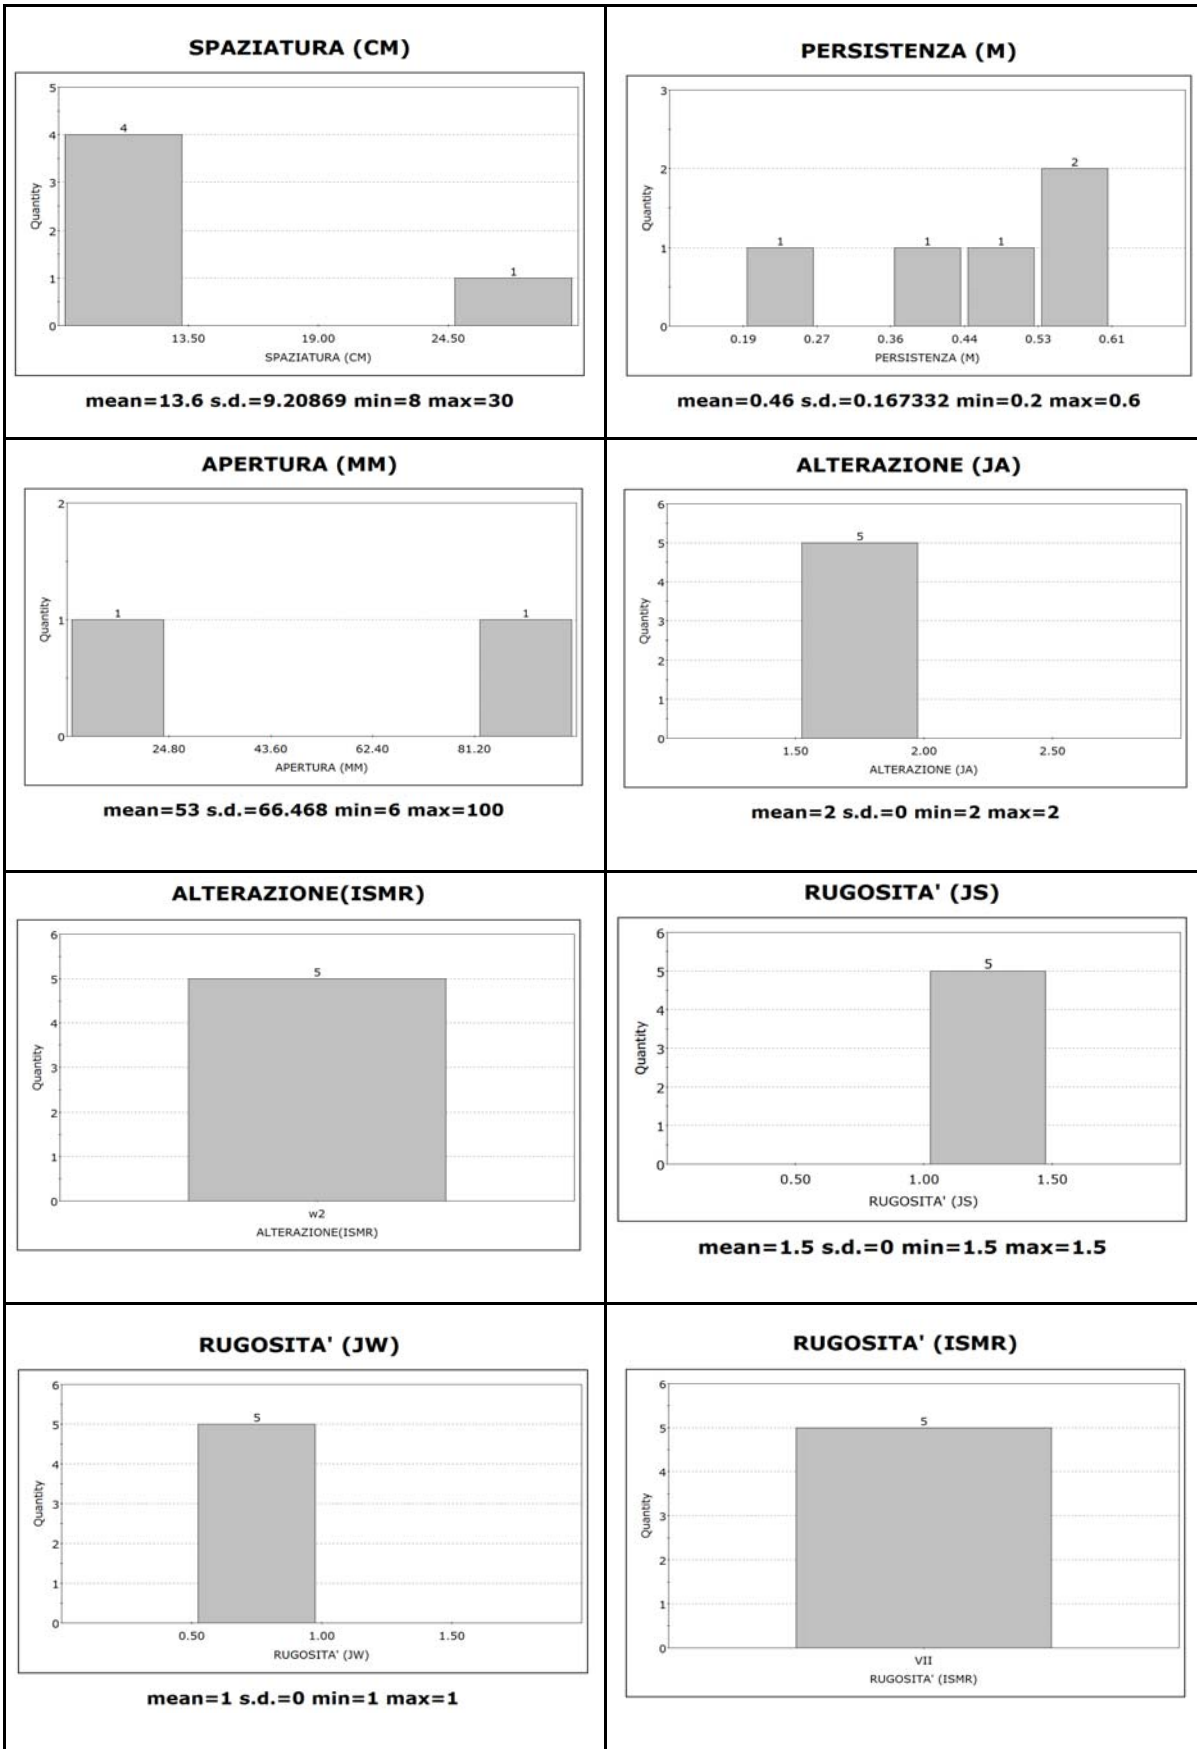 SPAZIATURA (CM)
5
4
3
2
1
0
Quantity
4
1
13.50 19.00 24.50
SPAZIATURA (CM)
mean=13.6 s.d.=9.20869 min=8 max=30
PERSISTENZA (M)
3
2
1
0
Quantity
1 1 1 2
0.19 0.27 0.36 0.44 0.53 0.61
PERSISTENZA (M)
mean=0.46 s.d.=0.167332 min=0.2 max=0.6
APERTURA (MM)
2
1
0
Quantity
1 1
24.80 43.60 62.40 81.20
APERTURA (MM)
mean=53 s.d.=66.468 min=6 max=100
ALTERAZIONE (JA)
6
5
4
3
2
1
0
Quantity
5
1.50 2.00 2.50
ALTERAZIONE (JA)
mean=2 s.d.=0 min=2 max=2
ALTERAZIONE(ISMR)
6
5
4
3
2
1
0
Quantity
5
w2
ALTERAZIONE(ISMR)
RUGOSITA' (JS)
6
5
4
3
2
1
0
Quantity
5
0.50 1.00 1.50
RUGOSITA' (JS)
mean=1.5 s.d.=0 min=1.5 max=1.5
RUGOSITA' (JW)
6
5
4
3
2
1
0
Quantity
5
0.50 1.00 1.50
RUGOSITA' (JW)
mean=1 s.d.=0 min=1 max=1
RUGOSITA' (ISMR)
6
5
4
3
2
1
0
Quantity
5
VII
RUGOSITA' (ISMR)